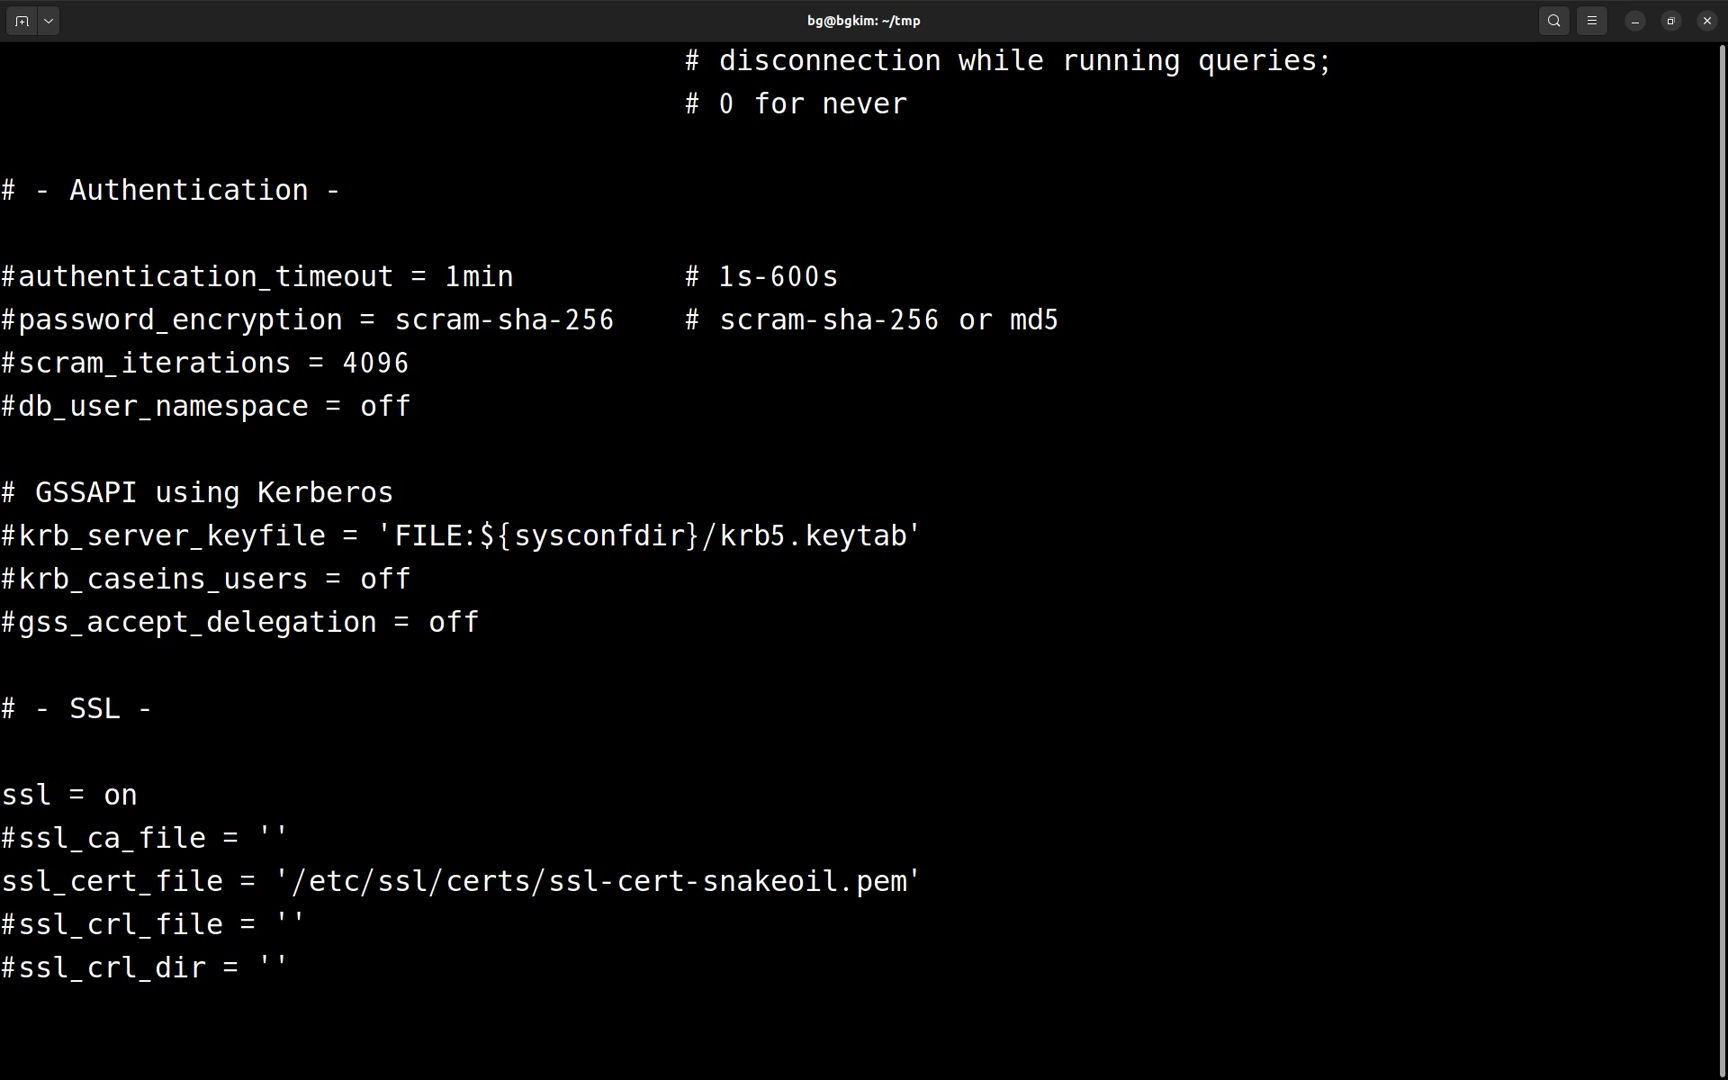 bg@bgkim: ~/tmp
# disconnection while running queries;
# 0 for never
# - Authentication -
#authentication_timeout = 1min # 1s-600s
#password_encryption = scram-sha-256 # scram-sha-256 or md5
#scram_iterations = 4096
#db_user_namespace = off
# GSSAPI using Kerberos
#krb_server_keyfile = 'FILE:${sysconfdir}/krb5.keytab'
#krb_caseins_users = off
#gss_accept_delegation = off
# - SSL -
ssl = on
#ssl_ca_file = ''
ssl_cert_file = '/etc/ssl/certs/ssl-cert-snakeoil.pem'
#ssl_crl_file = ''
#ssl_crl_dir = ''